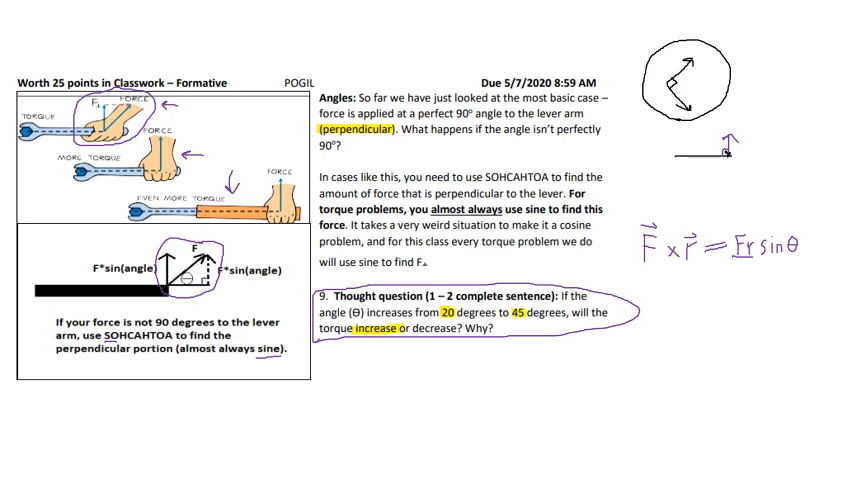 Worth 25 points in Classwork – Formative POGIL Due 5/7/2020 8:59 AM
F⊥ FORCE
TORQUE
FORCE
MORE TORQUE
FORCE
EVEN MORE TORQUE
F
F*sin(angle) F*sin(angle)
Θ
If your force is not 90 degrees to the lever
arm, use SOHCAHTOA to find the
perpendicular portion (almost always sine).
Angles: So far we have just looked at the most basic case –
force is applied at a perfect 90° angle to the lever arm
(perpendicular). What happens if the angle isn't perfectly
90°?
In cases like this, you need to use SOHCAHTOA to find the
amount of force that is perpendicular to the lever. For
torque problems, you almost always use sine to find this
force. It takes a very weird situation to make it a cosine
problem, and for this class every torque problem we do
will use sine to find F⊥
9. Thought question (1 – 2 complete sentence): If the
angle (Θ) increases from 20 degrees to 45 degrees, will the
torque increase or decrease? Why?
F⃗ x r⃗ = Fr sinθ